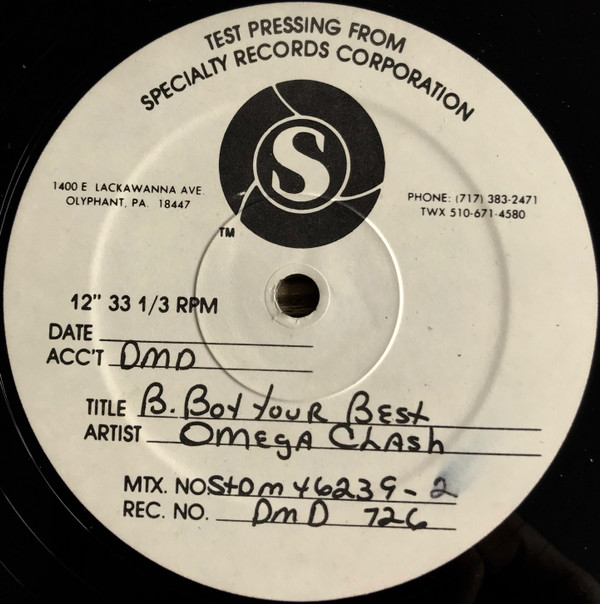 TEST PRESSING FROM
SPECIALTY RECORDS CORPORATION
S
TM
1400 E LACKAWANNA AVE.
OLYPHANT, PA. 18447
PHONE: (717) 383-2471
TWX 510-671-4580
12" 33 1/3 RPM
DATE
ACC'T DMD
TITLE B. Boy Your Best
ARTIST Omega Clash
MTX. NO. StDm 46239-2
REC. NO. DMD 726